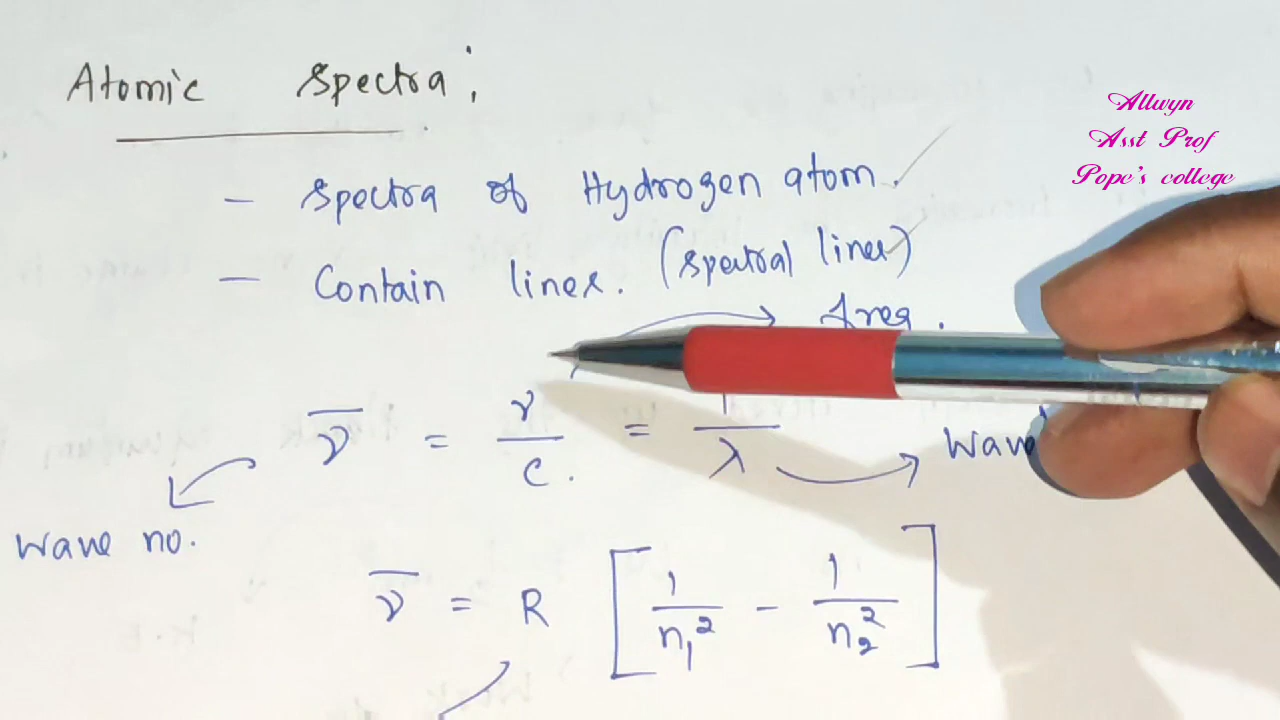 Atomic Spectra:
Allwyn
Asst Prof
Pope's college
- Spectra of Hydrogen atom.
- Contain lines. (spectral lines)
→ freq.
ν̅ = ν/c. = 1/λ → Wave
Wave no.
ν̅ = R [1/n₁² - 1/n₂²]